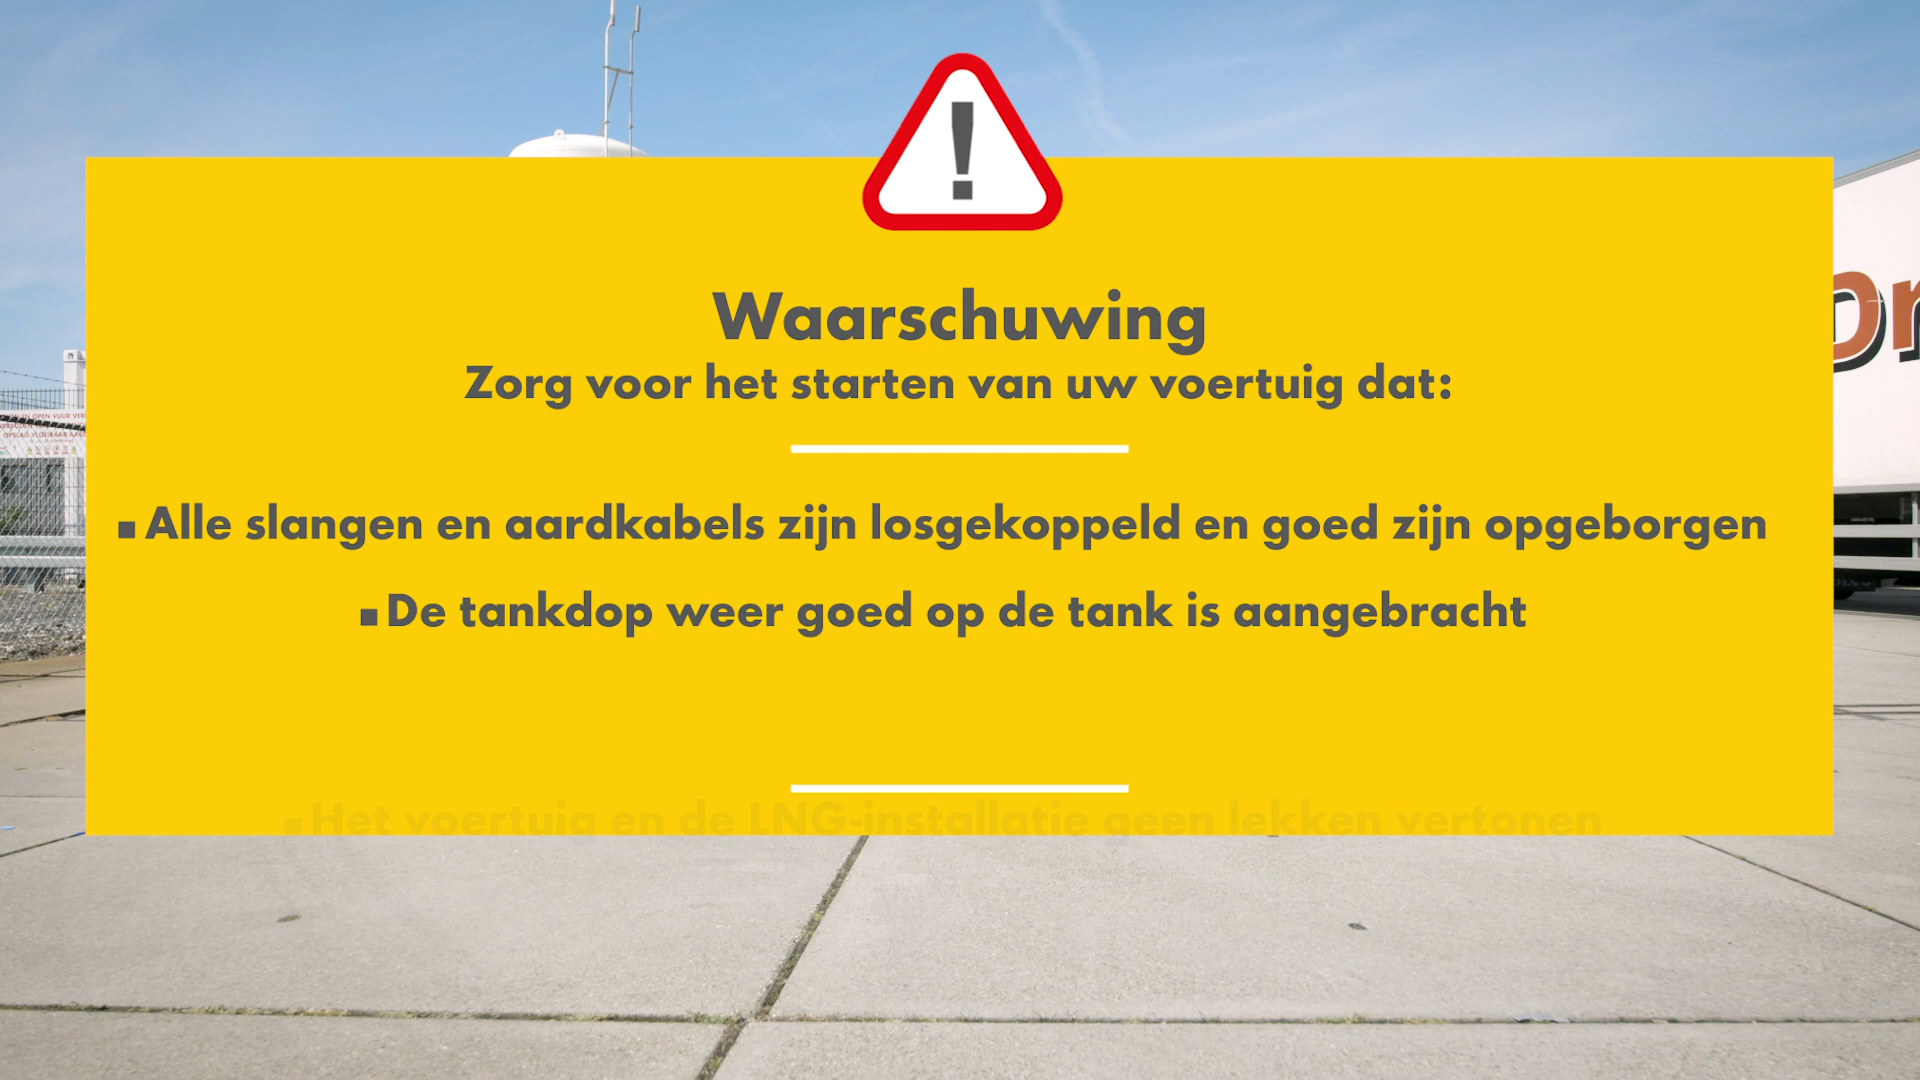 Waarschuwing
Zorg voor het starten van uw voertuig dat:
▪ Alle slangen en aardkabels zijn losgekoppeld en goed zijn opgeborgen
▪ De tankdop weer goed op de tank is aangebracht
▪ Het voertuig en de LNG-installatie geen lekken vertonen